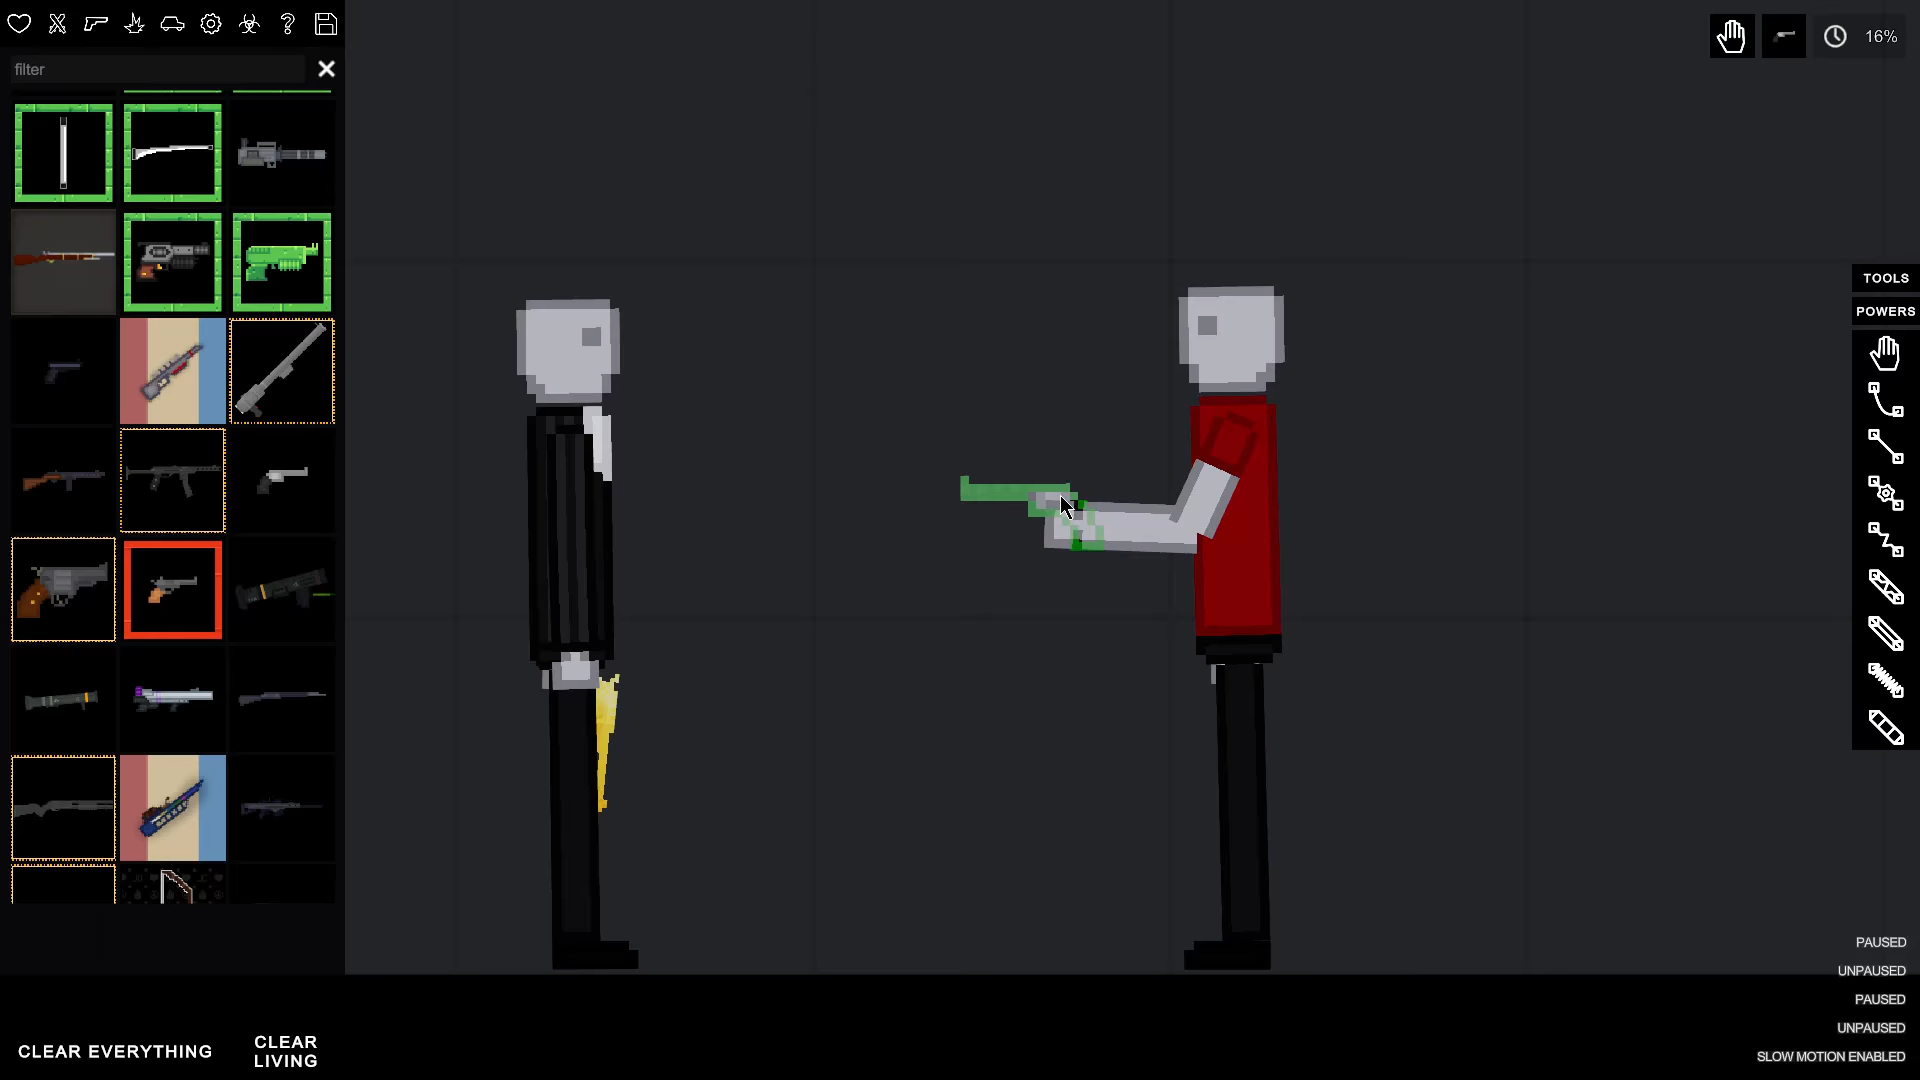 filter
16%
TOOLS
POWERS
PAUSED
UNPAUSED
PAUSED
UNPAUSED
SLOW MOTION ENABLED
CLEAR EVERYTHING
CLEAR
LIVING